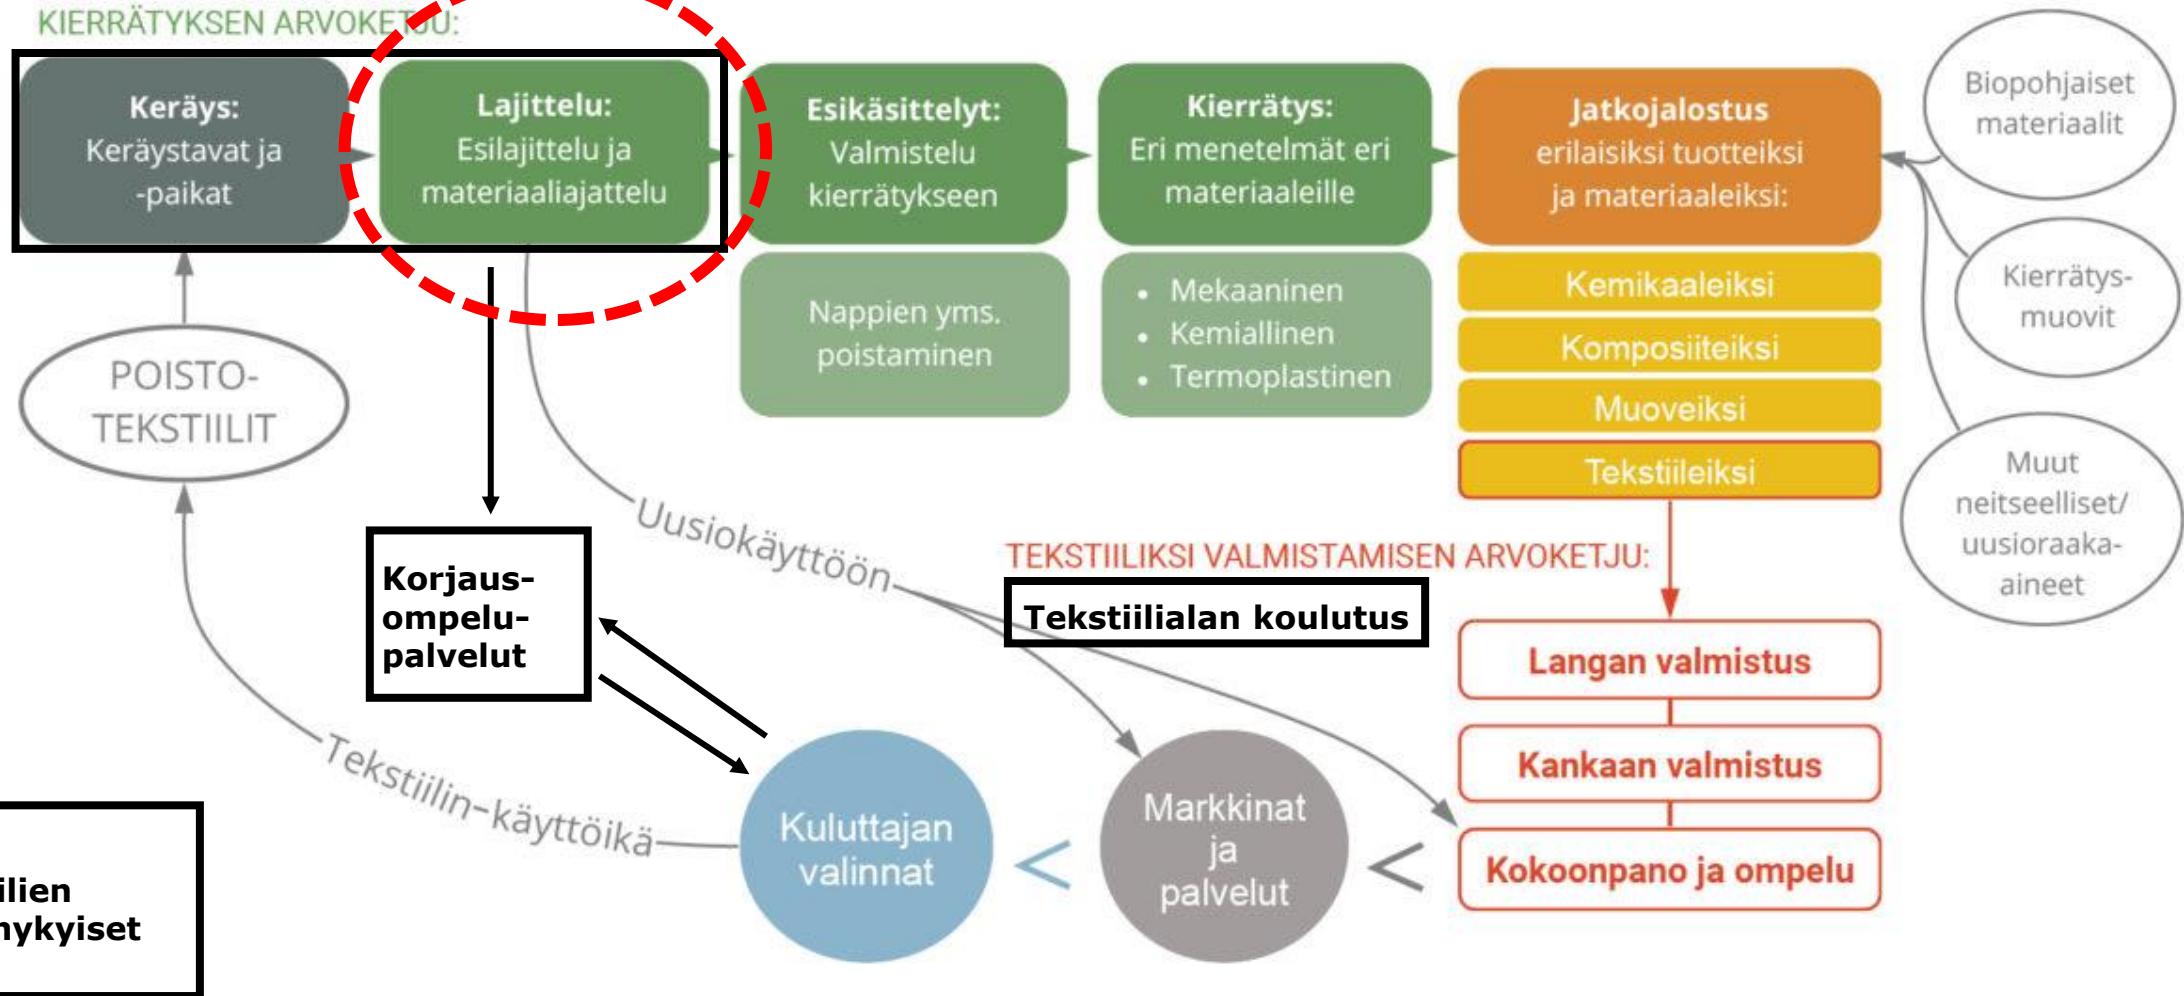 KIERRÄTYKSEN ARVOKETJU:
Keräys:
Keräystavat ja
-paikat
Lajittelu:
Esilajittelu ja
materiaaliajattelu
Esikäsittelyt:
Valmistelu
kierrätykseen
Nappien yms.
poistaminen
Kierrätys:
Eri menetelmät eri
materiaaleille
• Mekaaninen
• Kemiallinen
• Termoplastinen
Jatkojalostus
erilaisiksi tuotteiksi
ja materiaaleiksi:
Kemikaaleiksi
Komposiiteiksi
Muoveiksi
Tekstiileiksi
Biopohjaiset
materiaalit
Kierrätys-
muovit
Muut
neitseelliset/
uusioraaka-
aineet
POISTO-
TEKSTIILIT
Korjaus-
ompelu-
palvelut
Uusiokäyttöön
TEKSTIILIKSI VALMISTAMISEN ARVOKETJU:
Tekstiilialan koulutus
Langan valmistus
Kankaan valmistus
Kokoonpano ja ompelu
Markkinat
ja
palvelut
Kuluttajan
valinnat
Tekstiilin-käyttöikä
ilien
nykyiset